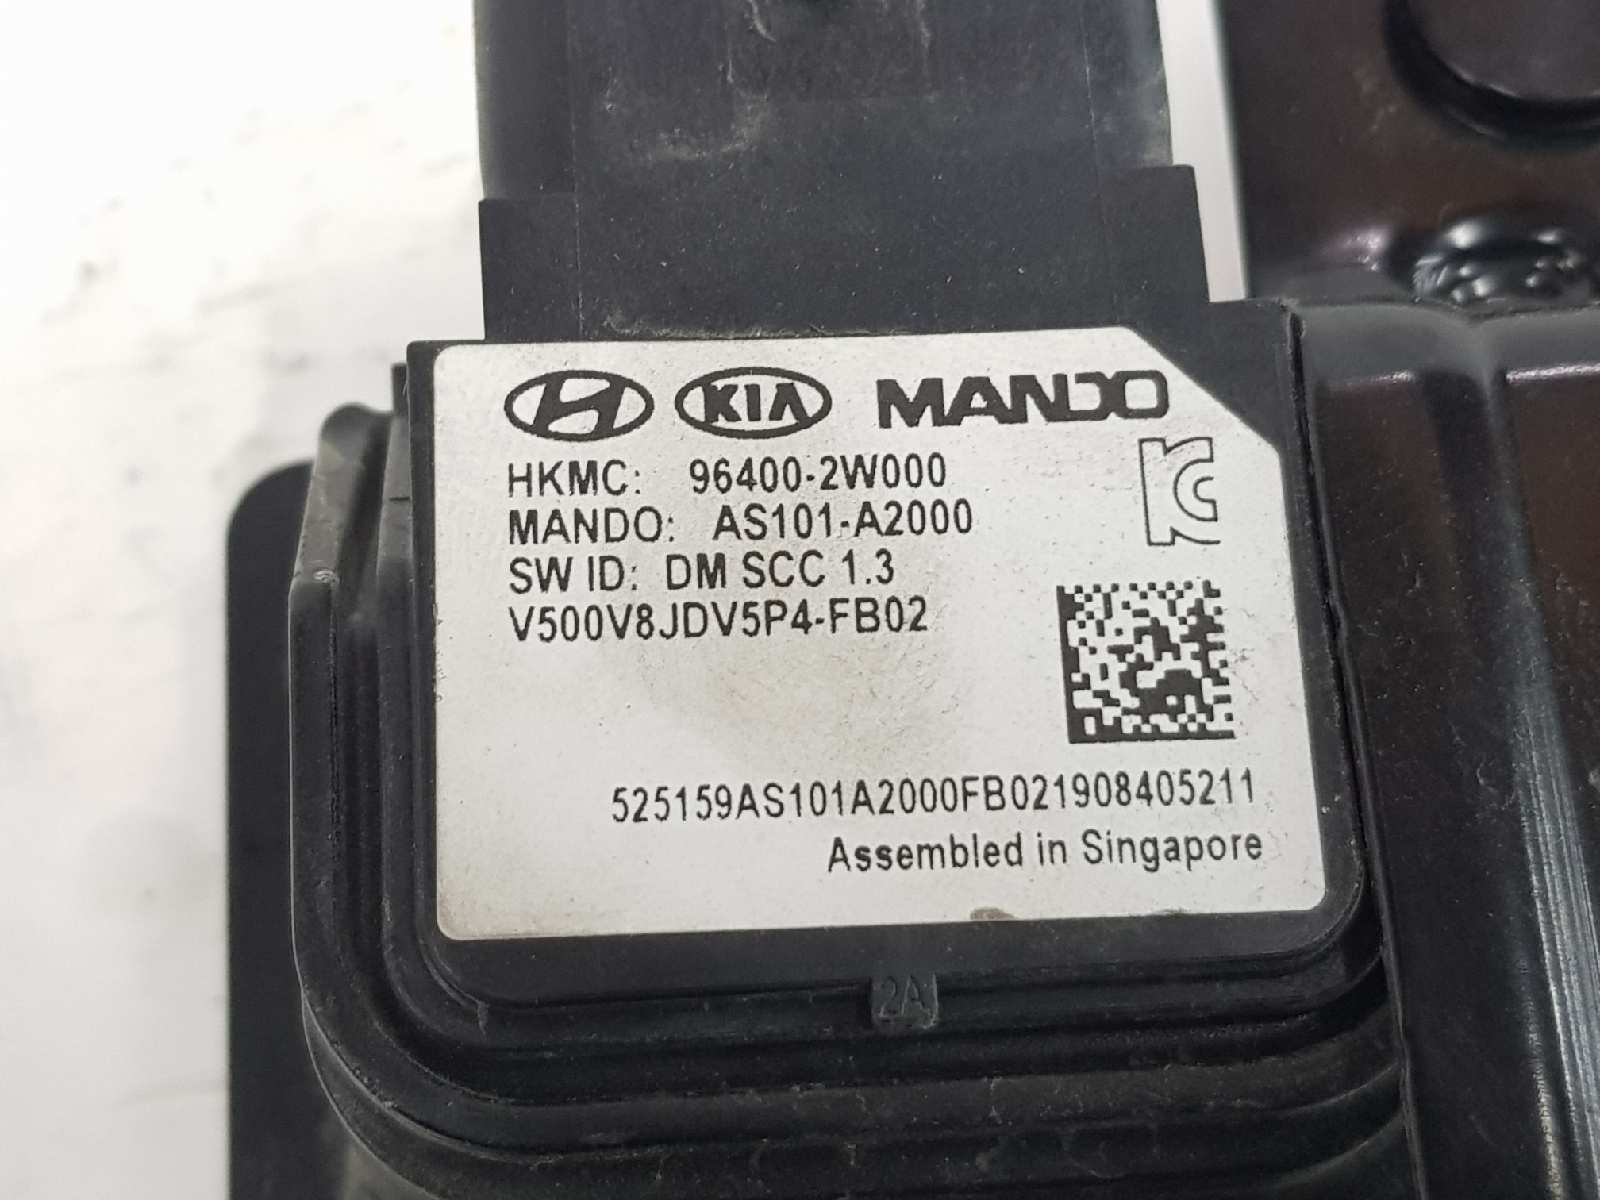 KIA MANDO
HKMC: 96400-2W000
MANDO: AS101-A2000
SW ID: DM SCC 1.3
V500V8JDV5P4-FB02
525159AS101A2000FB021908405211
Assembled in Singapore
2A